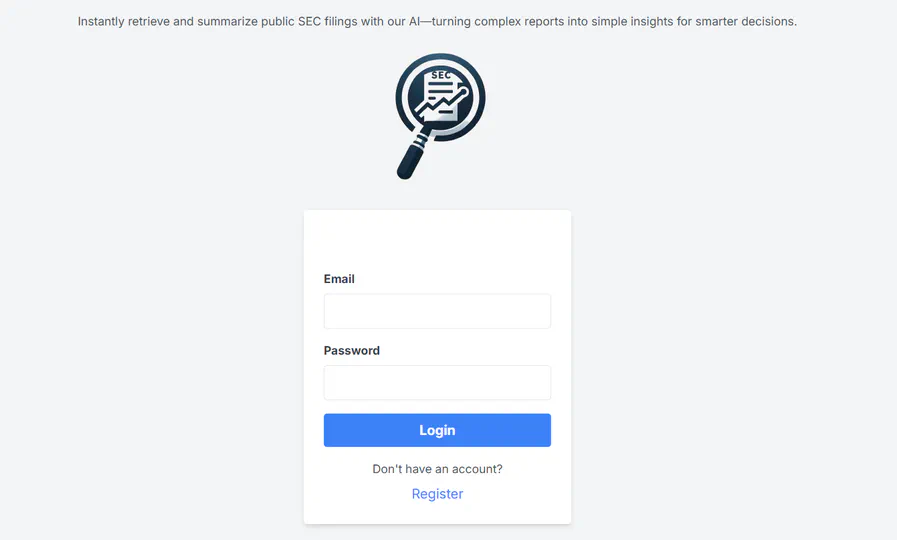 Instantly retrieve and summarize public SEC filings with our AI—turning complex reports into simple insights for smarter decisions.
SEC
Email
Password
Login
Don't have an account?
Register